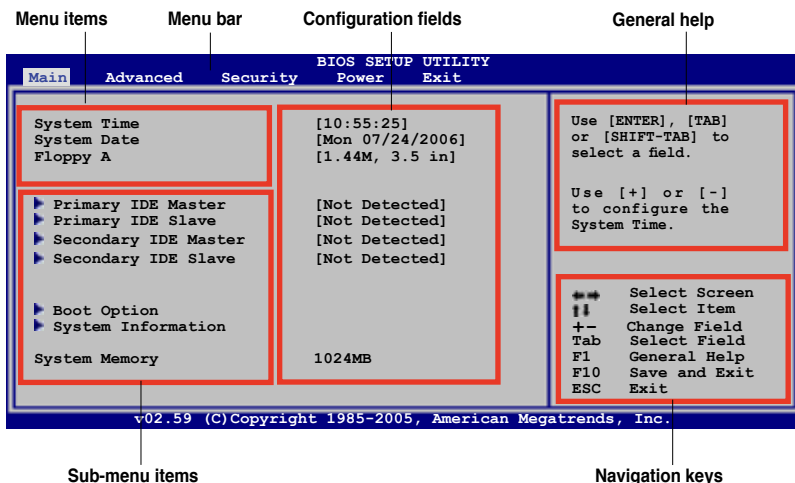 Menu items Menu bar Configuration fields General help
BIOS SETUP UTILITY
Main Advanced Security Power Exit
System Time [10:55:25]
System Date [Mon 07/24/2006]
Floppy A [1.44M, 3.5 in]
Primary IDE Master [Not Detected]
Primary IDE Slave [Not Detected]
Secondary IDE Master [Not Detected]
Secondary IDE Slave [Not Detected]
Boot Option
System Information
System Memory 1024MB
Use [ENTER], [TAB]
or [SHIFT-TAB] to
select a field.
Use [+] or [-]
to configure the
System Time.
←→ Select Screen
↑↓ Select Item
+- Change Field
Tab Select Field
F1 General Help
F10 Save and Exit
ESC Exit
v02.59 (C)Copyright 1985-2005, American Megatrends, Inc.
Sub-menu items Navigation keys